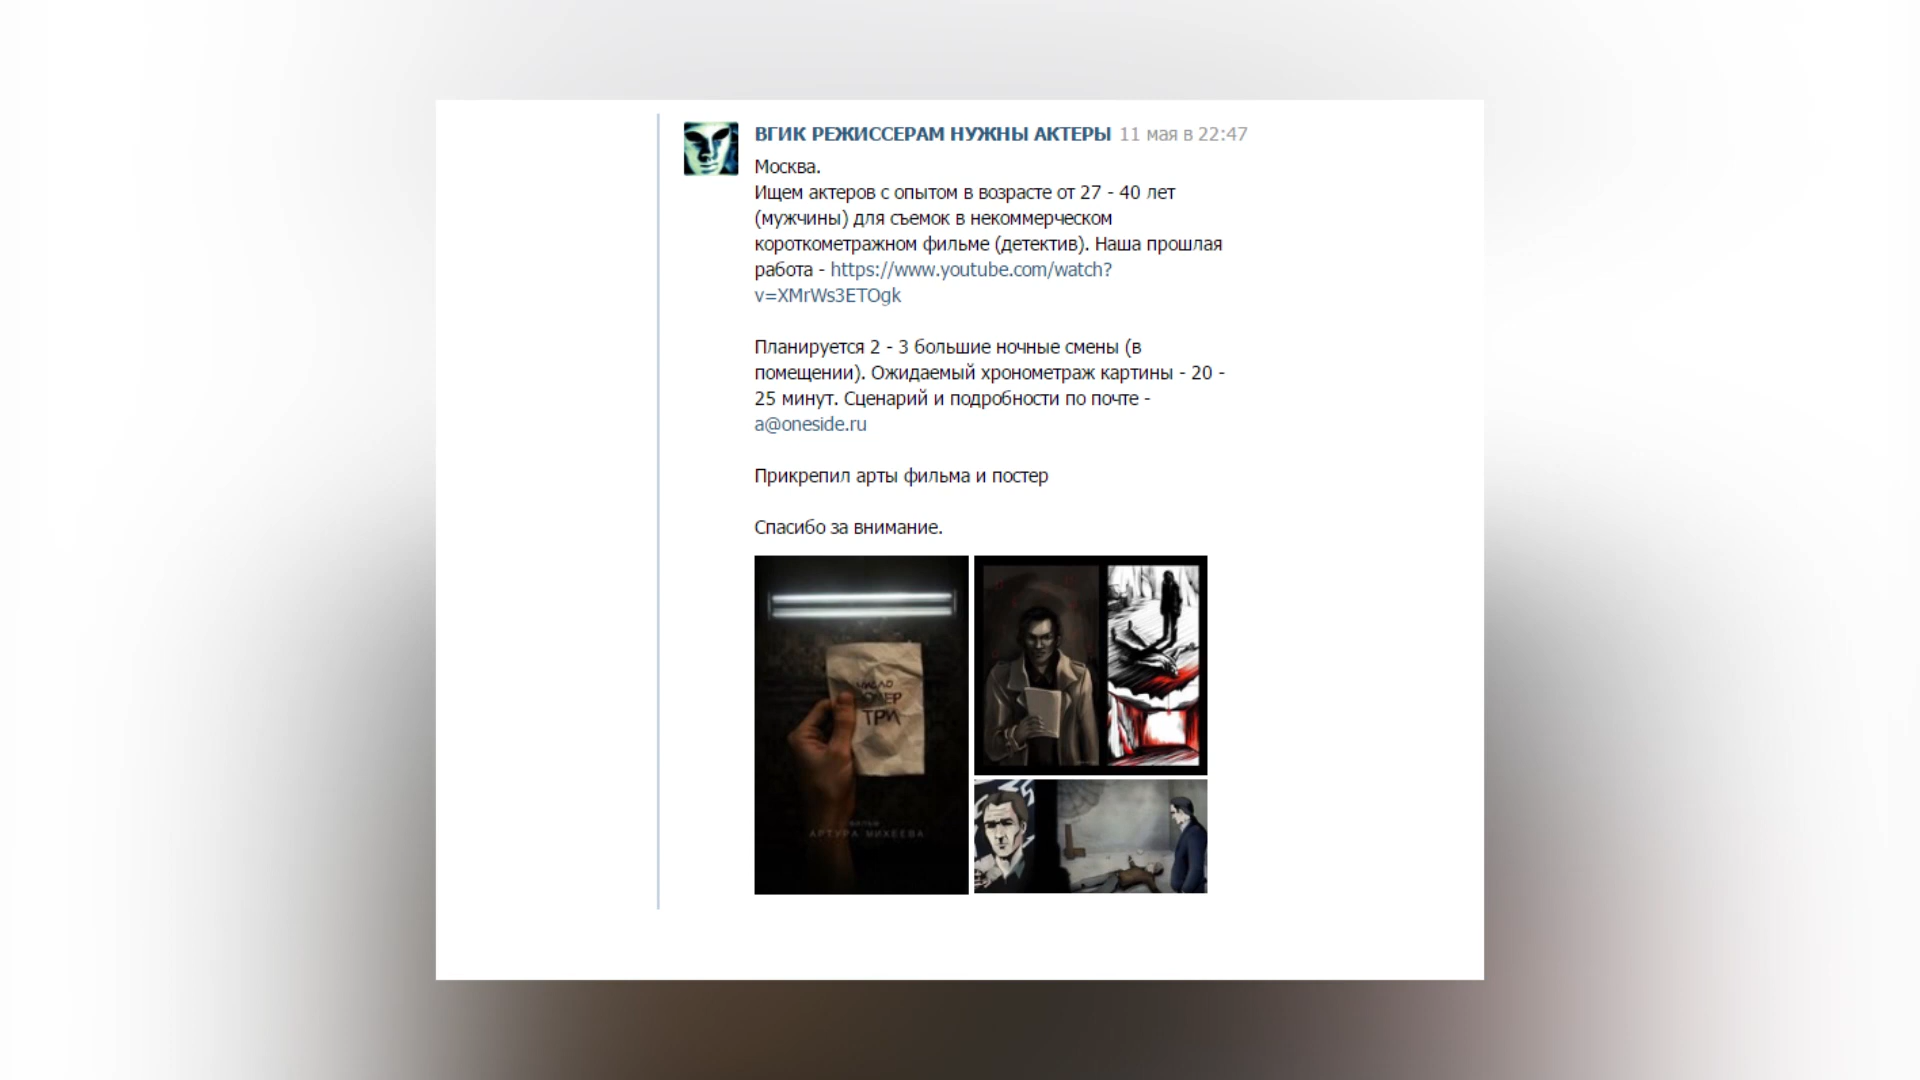 ВГИК РЕЖИССЕРАМ НУЖНЫ АКТЕРЫ 11 мая в 22:47
Москва.
Ищем актеров с опытом в возрасте от 27 - 40 лет
(мужчины) для съемок в некоммерческом
короткометражном фильме (детектив). Наша прошлая
работа - https://www.youtube.com/watch?
v=XMrWs3ETOgk
Планируется 2 - 3 большие ночные смены (в
помещении). Ожидаемый хронометраж картины - 20 -
25 минут. Сценарий и подробности по почте -
a@oneside.ru
Прикрепил арты фильма и постер
Спасибо за внимание.
ЧИСЛО
ТРИ
ФИЛЬМ
АРТУРА МИХЕЕВА